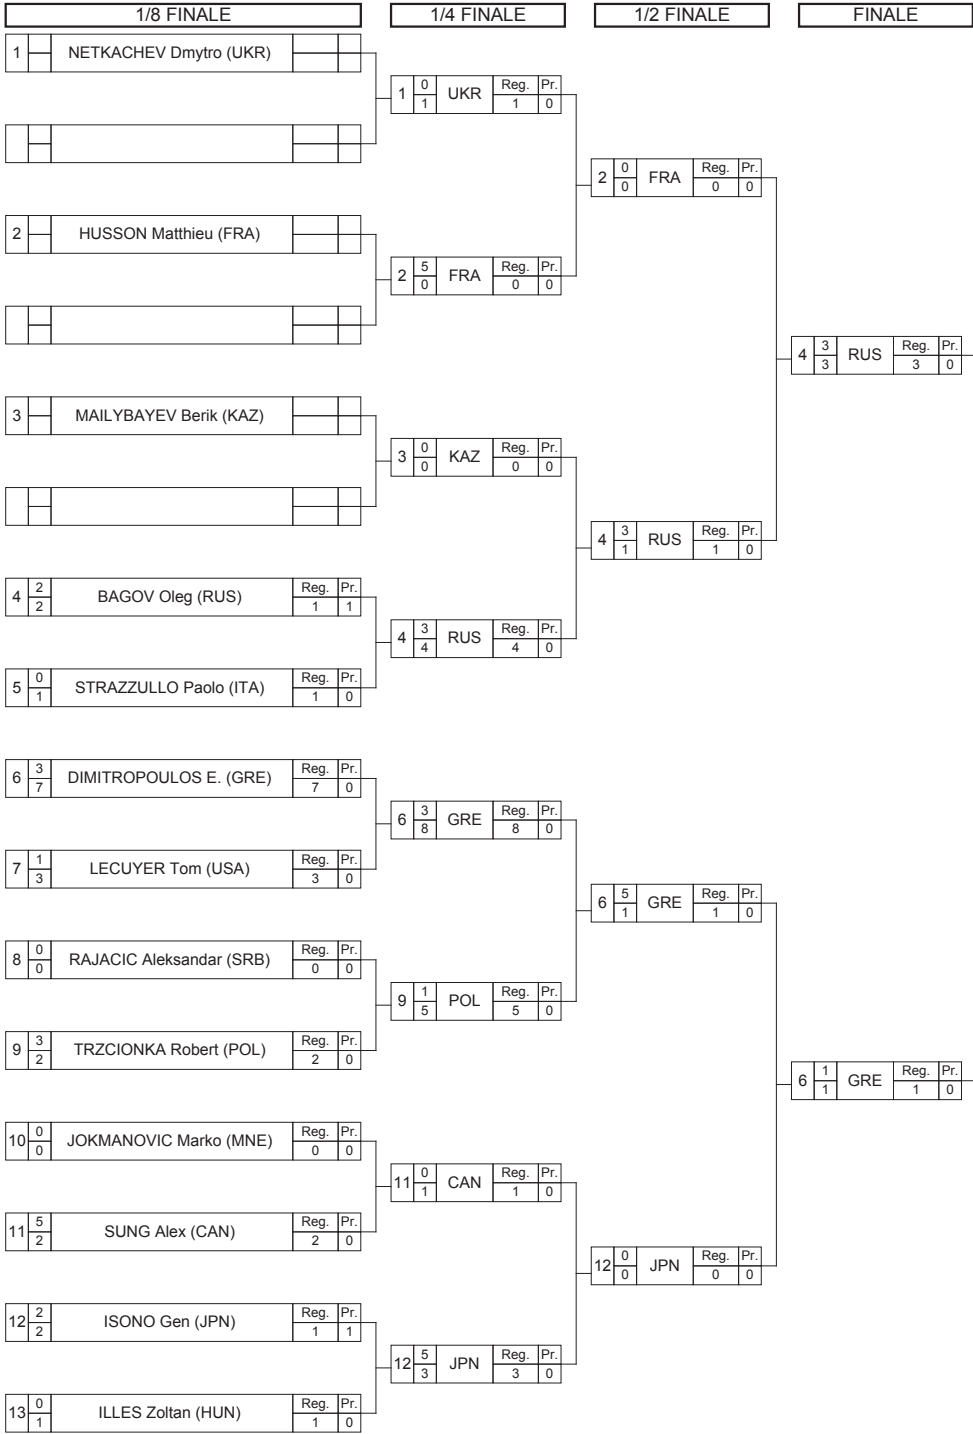 1/8 FINALE
1/4 FINALE
1/2 FINALE
FINALE
1 NETKACHEV Dmytro (UKR)
1 0 1 UKR Reg. 1 Pr. 0
2 0 0 FRA Reg. 0 Pr. 0
2 HUSSON Matthieu (FRA)
2 5 0 FRA Reg. 0 Pr. 0
4 3 3 RUS Reg. 3 Pr. 0
3 MAILYBAYEV Berik (KAZ)
3 0 0 KAZ Reg. 0 Pr. 0
4 3 1 RUS Reg. 1 Pr. 0
4 2 2 BAGOV Oleg (RUS) Reg. 1 Pr. 1
4 3 4 RUS Reg. 4 Pr. 0
5 0 1 STRAZZULLO Paolo (ITA) Reg. 1 Pr. 0
6 3 7 DIMITROPOULOS E. (GRE) Reg. 7 Pr. 0
6 3 8 GRE Reg. 8 Pr. 0
7 1 3 LECUYER Tom (USA) Reg. 3 Pr. 0
6 5 1 GRE Reg. 1 Pr. 0
8 0 0 RAJACIC Aleksandar (SRB) Reg. 0 Pr. 0
9 1 5 POL Reg. 5 Pr. 0
9 3 2 TRZCIONKA Robert (POL) Reg. 2 Pr. 0
6 1 1 GRE Reg. 1 Pr. 0
10 0 0 JOKMANOVIC Marko (MNE) Reg. 0 Pr. 0
11 0 1 CAN Reg. 1 Pr. 0
11 5 2 SUNG Alex (CAN) Reg. 2 Pr. 0
12 0 0 JPN Reg. 0 Pr. 0
12 2 2 ISONO Gen (JPN) Reg. 1 Pr. 1
12 5 3 JPN Reg. 3 Pr. 0
13 0 1 ILLES Zoltan (HUN) Reg. 1 Pr. 0